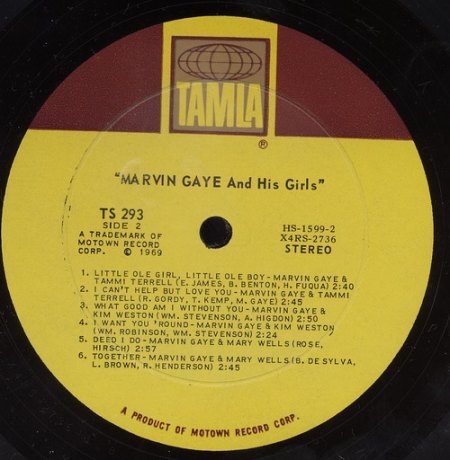 TAMLA
®
"MARVIN GAYE And His Girls"
TS 293
SIDE 2
A TRADEMARK OF
MOTOWN RECORD
CORP. © 1969
HS-1599-2
X4RS-2736
STEREO
1. LITTLE OLE GIRL, LITTLE OLE BOY-MARVIN GAYE &
TAMMI TERRELL (E. JAMES, B. BENTON, H. FUQUA) 2:40
2. I CAN'T HELP BUT LOVE YOU-MARVIN GAYE & TAMMI
TERRELL (R. GORDY, T. KEMP, M. GAYE) 2:45
3. WHAT GOOD AM I WITHOUT YOU-MARVIN GAYE &
KIM WESTON (WM. STEVENSON, A. HIGDON) 2:50
4. I WANT YOU 'ROUND-MARVIN GAYE & KIM WESTON
(WM. ROBINSON, WM. STEVENSON) 2:24
5. DEED I DO-MARVIN GAYE & MARY WELLS (ROSE,
HIRSCH) 2:57
6. TOGETHER-MARVIN GAYE & MARY WELLS (B. DE SYLVA,
L. BROWN, R. HENDERSON) 2:45
A PRODUCT OF MOTOWN RECORD CORP.